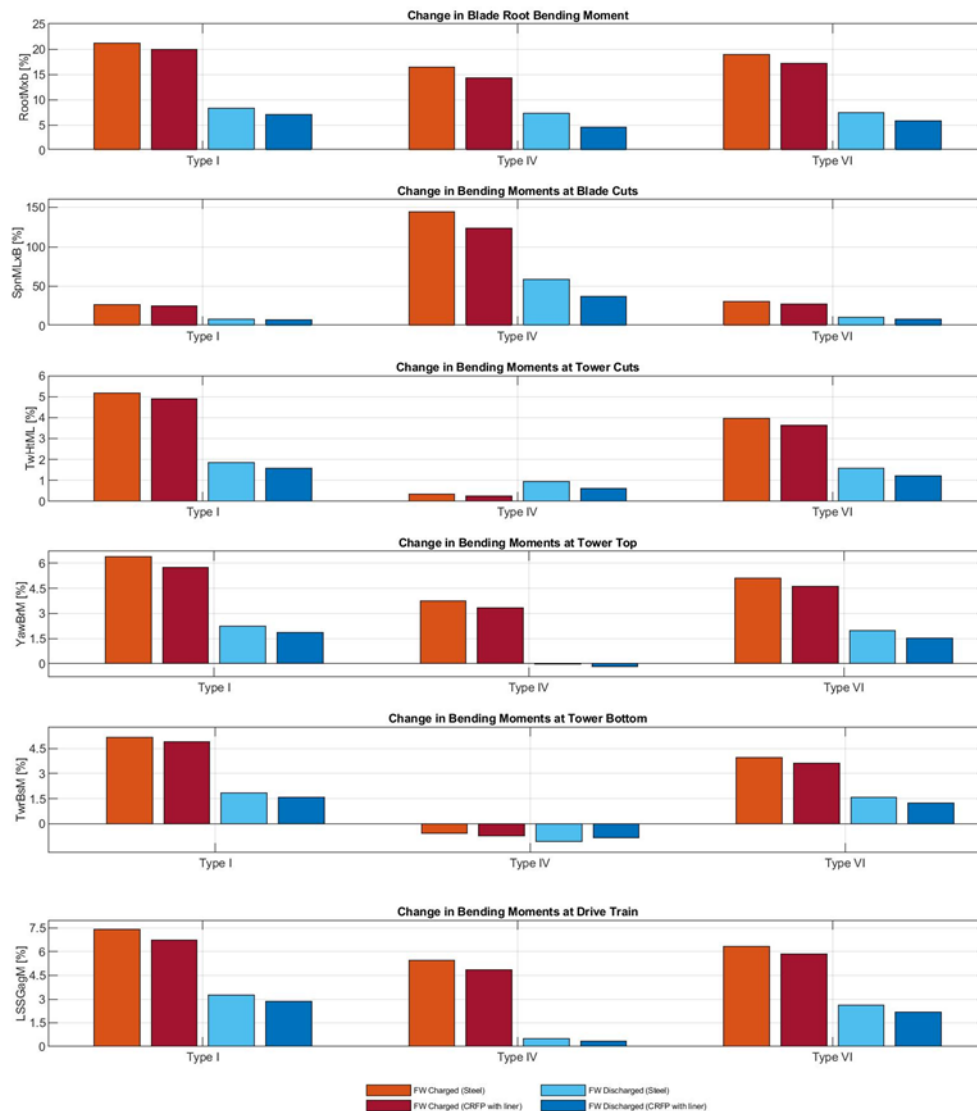 Change in Blade Root Bending Moment
RootMxb [%]
25
20
15
10
5
0
Type I Type IV Type VI
Change in Bending Moments at Blade Cuts
SpnMLxB [%]
150
100
50
0
Type I Type IV Type VI
Change in Bending Moments at Tower Cuts
TwHtML [%]
6
5
4
3
2
1
0
Type I Type IV Type VI
Change in Bending Moments at Tower Top
YawBrM [%]
6
4.5
3
1.5
0
Type I Type IV Type VI
Change in Bending Moments at Tower Bottom
TwrBsM [%]
4.5
3
1.5
0
Type I Type IV Type VI
Change in Bending Moments at Drive Train
LSSGagM [%]
7.5
6
4.5
3
1.5
0
Type I Type IV Type VI
FW Charged (Steel) FW Discharged (Steel)
FW Charged (CRFP with liner) FW Discharged (CRFP with liner)